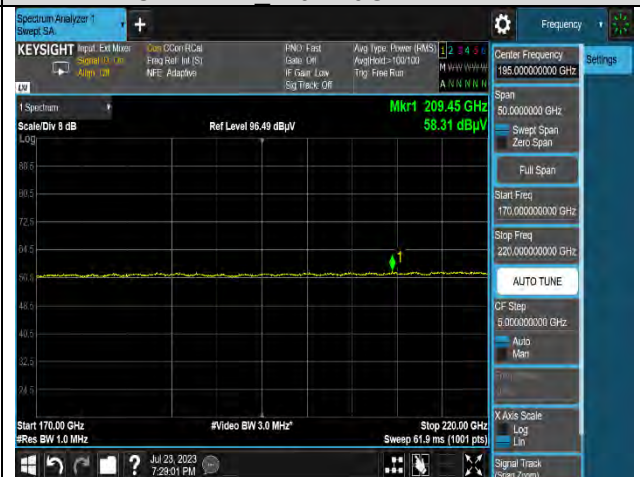 Spectrum Analyzer 1
Swept SA
Frequency
KEYSIGHT
Input: Ext Mixer
Signal ID: On
Align: Off
CCorr RCal
Freq Ref: Int (S)
NFE: Adaptive
PNO: Fast
Gate: Off
IF Gain: Low
Sig Track: Off
Avg Type: Power (RMS)
Avg|Hold:>100/100
Trig: Free Run
1 2 3 4 5 6
M W W W W W
A N N N N N
Center Frequency
195.000000000 GHz
Settings
1 Spectrum
Scale/Div 8 dB
Log
Ref Level 96.49 dBµV
Mkr1 209.45 GHz
58.31 dBµV
Span
50.0000000 GHz
Swept Span
Zero Span
Full Span
Start Freq
170.000000000 GHz
Stop Freq
220.000000000 GHz
AUTO TUNE
CF Step
5.000000000 GHz
Auto
Man
72.5
64.5
56.5
48.5
40.5
32.5
24.5
1
X Axis Scale
Log
Lin
Start 170.00 GHz
#Res BW 1.0 MHz
#Video BW 3.0 MHz*
Stop 220.00 GHz
Sweep 61.9 ms (1001 pts)
Signal Track
(Span Zoom)
?
Jul 23, 2023
7:29:01 PM